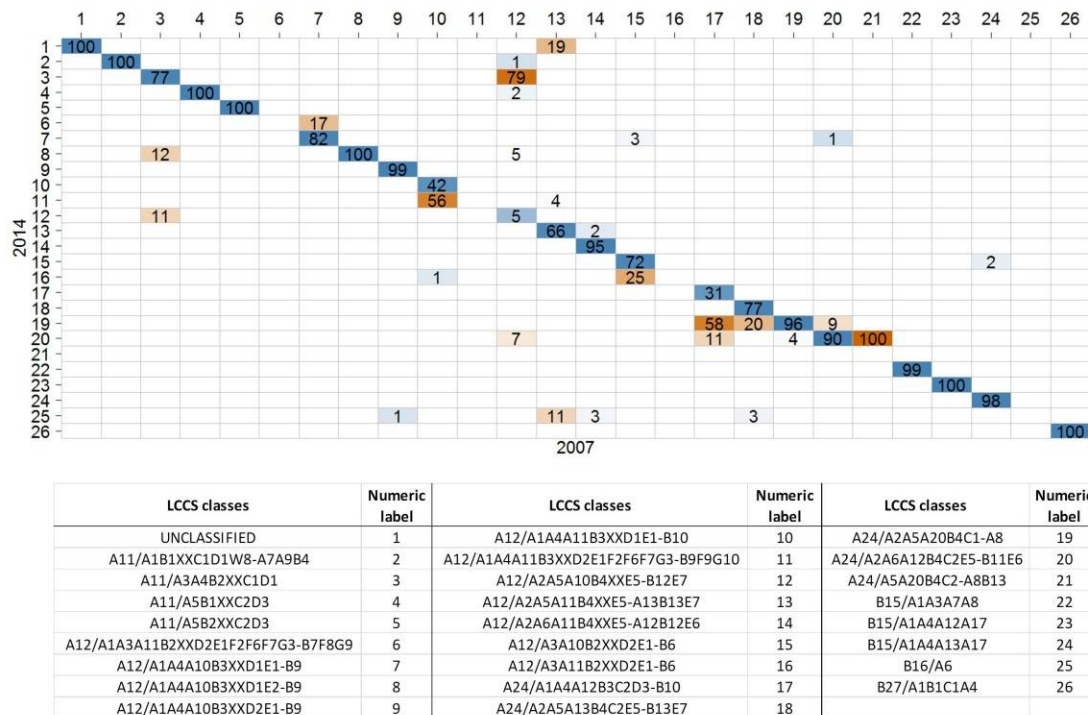 1 2 3 4 5 6 7 8 9 10 11 12 13 14 15 16 17 18 19 20 21 22 23 24 25 26
1 100 19
2 100 1
3 77 79
4 100 2
5 100
6 17
7 82 3 1
8 12 100 5
9 99
10 42
11 56 4
12 11 5
13 66 2
14 95
15 72 2
16 1 25
17 31
18 77
19 58 20 96 9
20 7 11 4 90 100
21
22 99
23 100
24 98
25 1 11 3 3
26 100
2014
2007
LCCS classes Numeric label LCCS classes Numeric label LCCS classes Numeric label
UNCLASSIFIED 1 A12/A1A4A11B3XXD1E1-B10 10 A24/A2A5A20B4C1-A8 19
A11/A1B1XXC1D1W8-A7A9B4 2 A12/A1A4A11B3XXD2E1F2F6F7G3-B9F9G10 11 A24/A2A6A12B4C2E5-B11E6 20
A11/A3A4B2XXC1D1 3 A12/A2A5A10B4XXE5-B12E7 12 A24/A5A20B4C2-A8B13 21
A11/A5B1XXC2D3 4 A12/A2A5A11B4XXE5-A13B13E7 13 B15/A1A3A7A8 22
A11/A5B2XXC2D3 5 A12/A2A6A11B4XXE5-A12B12E6 14 B15/A1A4A12A17 23
A12/A1A3A11B2XXD2E1F2F6F7G3-B7F8G9 6 A12/A3A10B2XXD2E1-B6 15 B15/A1A4A13A17 24
A12/A1A4A10B3XXD1E1-B9 7 A12/A3A11B2XXD2E1-B6 16 B16/A6 25
A12/A1A4A10B3XXD1E2-B9 8 A24/A1A4A12B3C2D3-B10 17 B27/A1B1C1A4 26
A12/A1A4A10B3XXD2E1-B9 9 A24/A2A5A13B4C2E5-B13E7 18